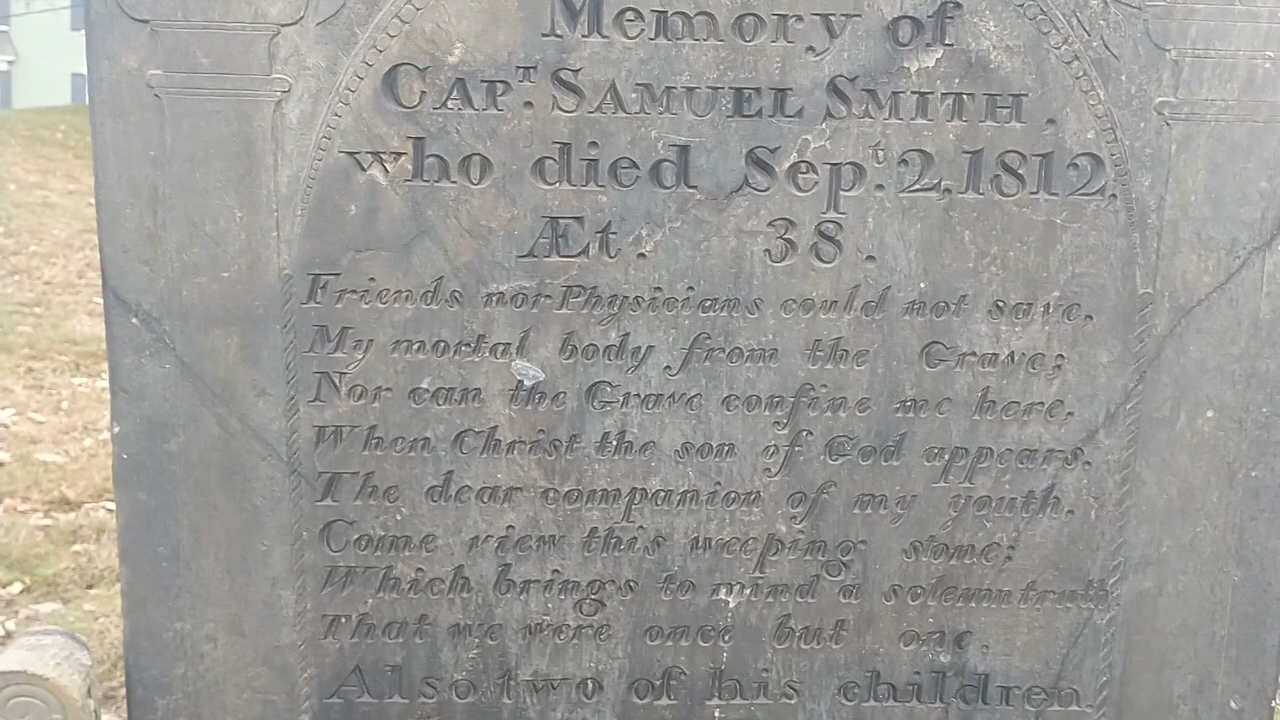 Memory of
CAPT. SAMUEL SMITH.
who died Sept. 2, 1812,
Æt. 38.
Friends nor Physicians could not save,
My mortal body from the Grave;
Nor can the Grave confine me here,
When Christ the son of God appears.
The dear companion of my youth,
Come view this weeping stone;
Which brings to mind a solemn truth
That we were once but one.
Also two of his children.